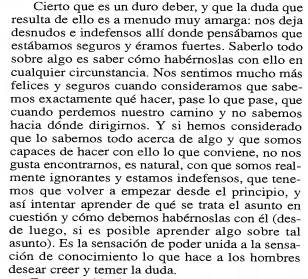 Cierto que es un duro deber, y que la duda que
resulta de ello es a menudo muy amarga: nos deja
desnudos e indefensos allí donde pensábamos que
estábamos seguros y éramos fuertes. Saberlo todo
sobre algo es saber cómo habérnoslas con ello en
cualquier circunstancia. Nos sentimos mucho más
felices y seguros cuando consideramos que sabe-
mos exactamente qué hacer, pase lo que pase, que
cuando perdemos nuestro camino y no sabemos
hacia dónde dirigirnos. Y si hemos considerado
que lo sabemos todo acerca de algo y que somos
capaces de hacer con ello lo que conviene, no nos
gusta encontrarnos, es natural, con que somos real-
mente ignorantes y estamos indefensos, que tene-
mos que volver a empezar desde el principio, y
así intentar aprender de qué se trata el asunto en
cuestión y cómo debemos habérnoslas con él (des-
de luego, si es posible aprender algo sobre tal
asunto). Es la sensación de poder unida a la sensa-
ción de conocimiento lo que hace a los hombres
desear creer y temer la duda.